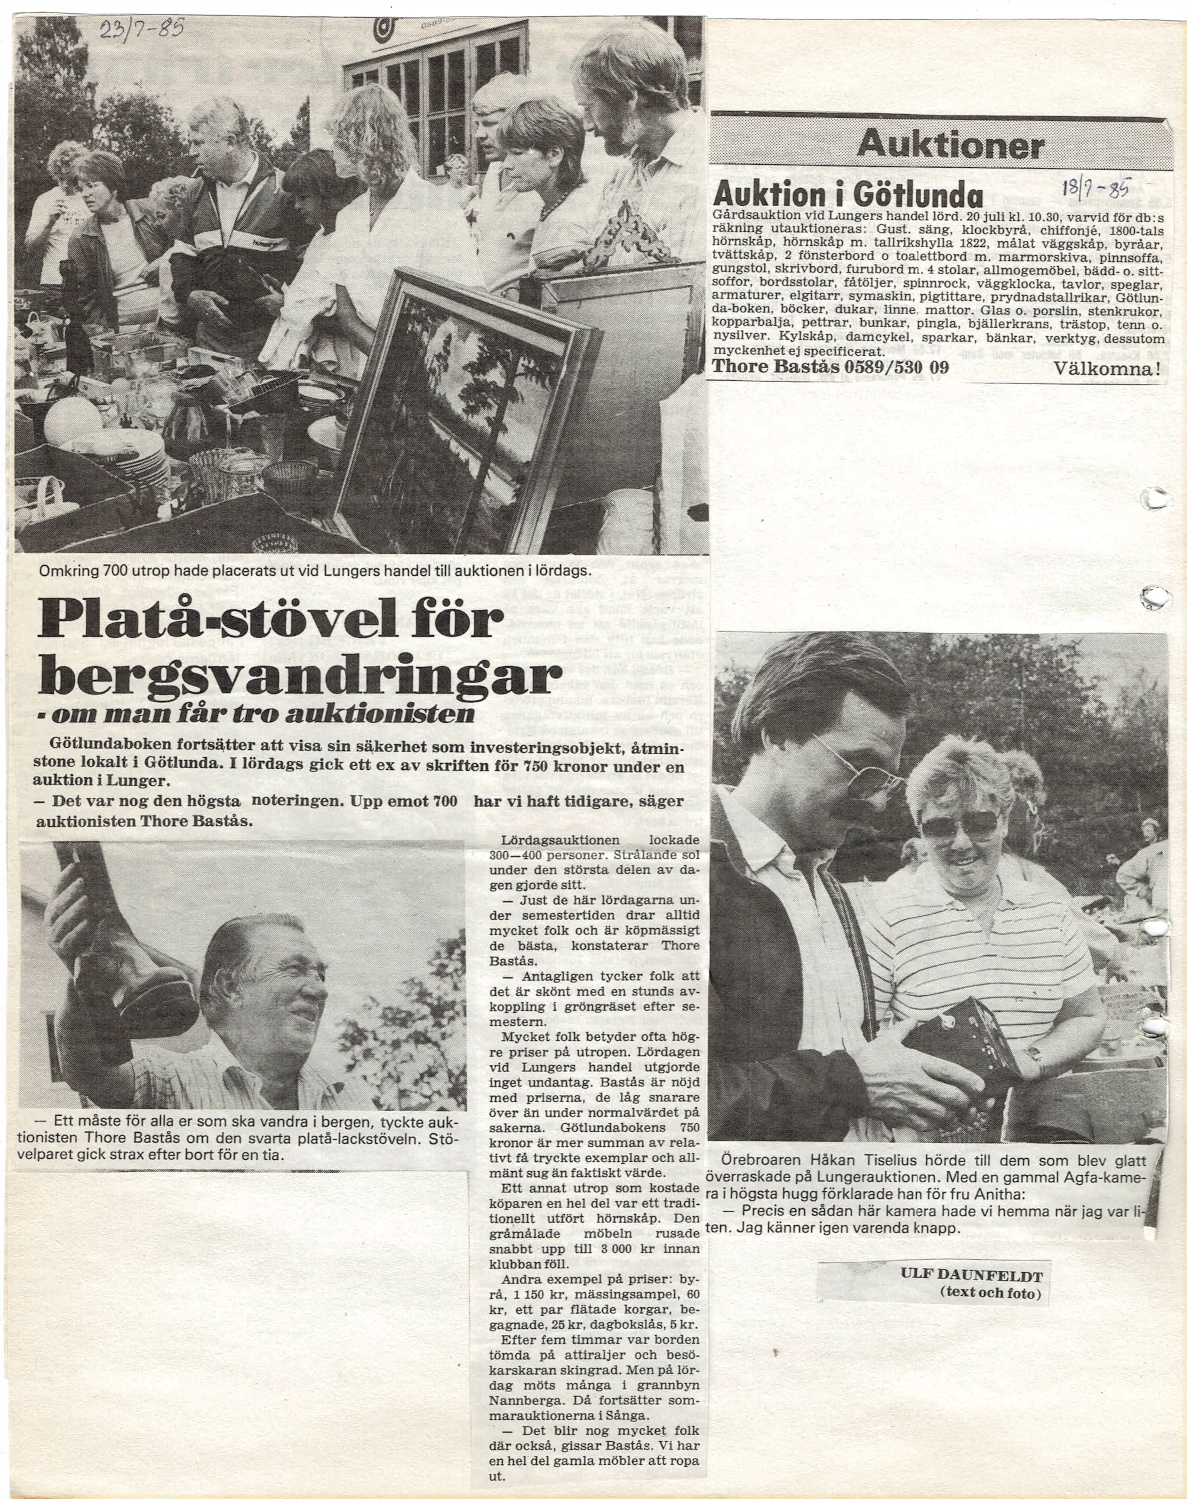 23/7-85
Omkring 700 utrop hade placerats ut vid Lungers handel till auktionen i lördags.
Platå-stövel för
bergsvandringar
- om man får tro auktionisten
Götlundaboken fortsätter att visa sin säkerhet som investeringsobjekt, åtmin-
stone lokalt i Götlunda. I lördags gick ett ex av skriften för 750 kronor under en
auktion i Lunger.
— Det var nog den högsta noteringen. Upp emot 700 har vi haft tidigare, säger
auktionisten Thore Bastås.
— Ett måste för alla er som ska vandra i bergen, tyckte auk-
tionisten Thore Bastås om den svarta platå-lackstöveln. Stö-
velparet gick strax efter bort för en tia.
Lördagsauktionen lockade
300—400 personer. Strålande sol
under den största delen av da-
gen gjorde sitt.
— Just de här lördagarna un-
der semestertiden drar alltid
mycket folk och är köpmässigt
de bästa, konstaterar Thore
Bastås.
— Antagligen tycker folk att
det är skönt med en stunds av-
koppling i gröngräset efter se-
mestern.
Mycket folk betyder ofta hög-
re priser på utropen. Lördagen
vid Lungers handel utgjorde
inget undantag. Bastås är nöjd
med priserna, de låg snarare
över än under normalvärdet på
sakerna. Götlundabokens 750
kronor är mer summan av rela-
tivt få tryckte exemplar och all-
mänt sug än faktiskt värde.
Ett annat utrop som kostade
köparen en hel del var ett tradi-
tionellt utfört hörnskåp. Den
gråmålade möbeln rusade
snabbt upp till 3 000 kr innan
klubban föll.
Andra exempel på priser: by-
rå, 1 150 kr, mässingsampel, 60
kr, ett par flätade korgar, be-
gagnade, 25 kr, dagbokslås, 5 kr.
Efter fem timmar var borden
tömda på attiraljer och besö-
karskaran skingrad. Men på lör-
dag möts många i grannbyn
Nannberga. Då fortsätter som-
marauktionerna i Sånga.
— Det blir nog mycket folk
där också, gissar Bastås. Vi har
en hel del gamla möbler att ropa
ut.
Auktioner
Auktion i Götlunda 18/7-85
Gårdsauktion vid Lungers handel lörd. 20 juli kl. 10.30, varvid för db:s
räkning utauktioneras: Gust. säng, klockbyrå, chiffonjé, 1800-tals
hörnskåp, hörnskåp m. tallrikshylla 1822, målat väggskåp, byråar,
tvättskåp, 2 fönsterbord o toalettbord m. marmorskiva, pinnsoffa,
gungstol, skrivbord, furubord m. 4 stolar, allmogemöbel, bädd- o. sitt-
soffor, bordsstolar, fåtöljer, spinnrock, väggklocka, tavlor, speglar,
armaturer, elgitarr, symaskin, pigtittare, prydnadstallrikar, Götlun-
da-boken, böcker, dukar, linne, mattor. Glas o. porslin, stenkrukor,
kopparbalja, pettrar, bunkar, pingla, bjällerkrans, trästop, tenn o.
nysilver. Kylskåp, damcykel, sparkar, bänkar, verktyg, dessutom
myckenhet ej specificerat.
Thore Bastås 0589/530 09 Välkomna!
Örebroaren Håkan Tiselius hörde till dem som blev glatt
överraskade på Lungerauktionen. Med en gammal Agfa-kame-
ra i högsta hugg förklarade han för fru Anitha:
— Precis en sådan här kamera hade vi hemma när jag var li-
ten. Jag känner igen varenda knapp.
ULF DAUNFELDT
(text och foto)